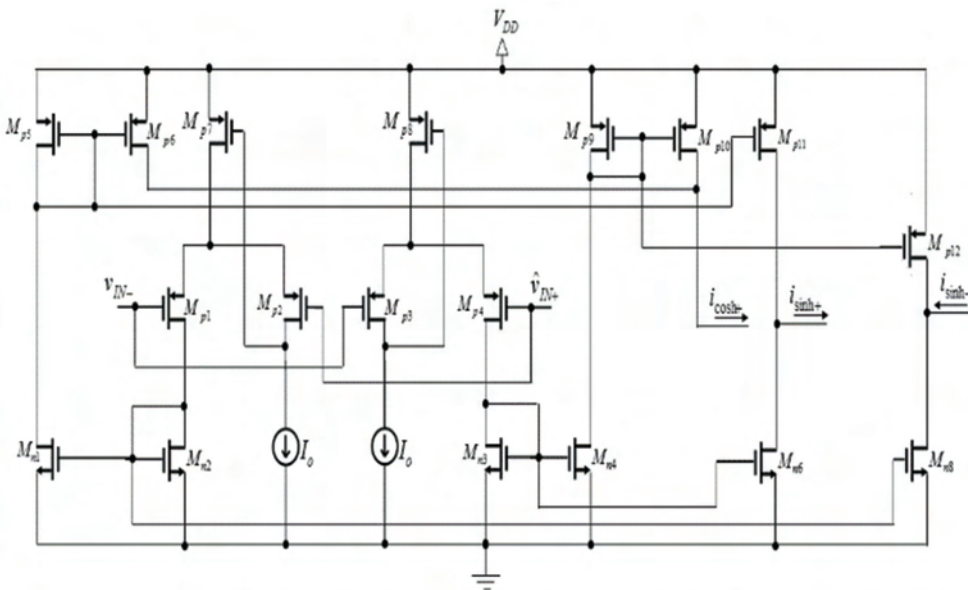 V_DD
M_p5
M_p6
M_p7
M_p8
M_p9
M_p10
M_p11
M_p12
v_IN-
M_p1
M_p2
M_p3
M_p4
v̂_IN+
i_cosh+
i_sinh+
i_sinh-
M_n1
M_n2
I_o
I_o
M_n3
M_n4
M_n6
M_n8